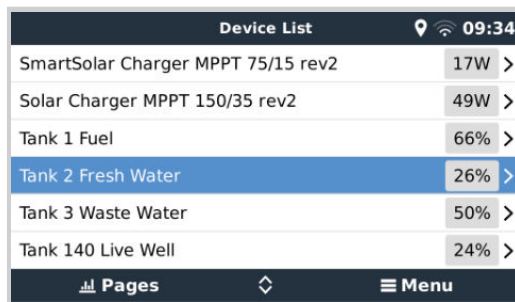 Device List 09:34
SmartSolar Charger MPPT 75/15 rev2 17W
Solar Charger MPPT 150/35 rev2 49W
Tank 1 Fuel 66%
Tank 2 Fresh Water 26%
Tank 3 Waste Water 50%
Tank 140 Live Well 24%
Pages Menu